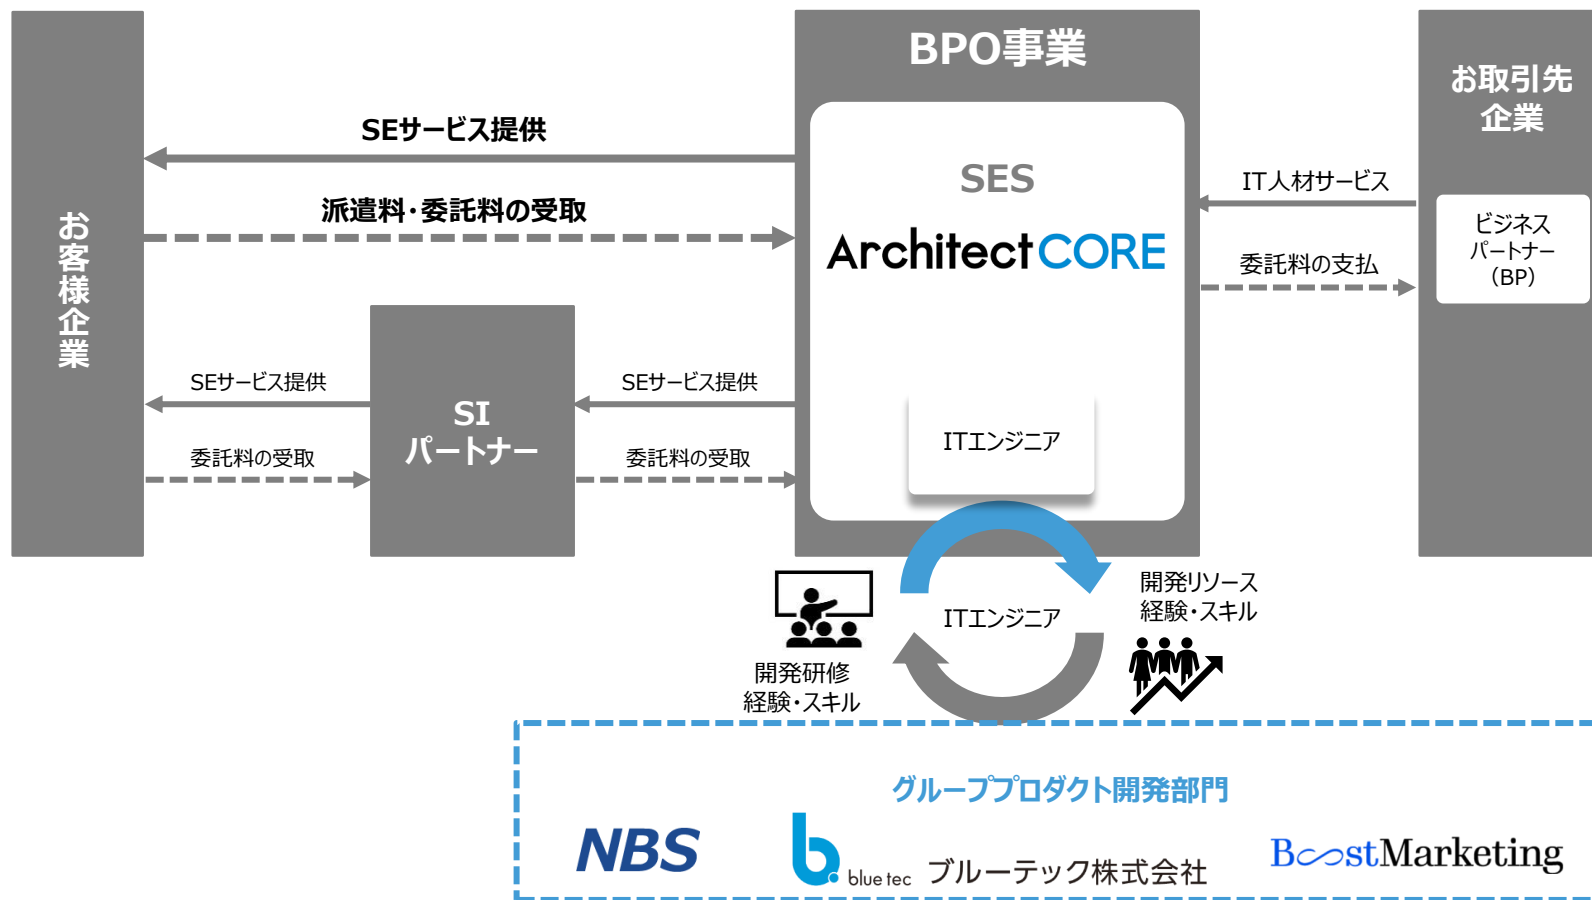 BPO事業
お取引先
企業
SEサービス提供
SES
IT人材サービス
派遣料・委託料の受取
お客様企業
ArchitectCORE
ビジネス
パートナー
（BP）
委託料の支払
SEサービス提供
SEサービス提供
SI
パートナー
ITエンジニア
委託料の受取
委託料の受取
開発リソース
経験・スキル
ITエンジニア
開発研修
経験・スキル
グループプロダクト開発部門
NBS
b.
blue tec ブルーテック株式会社
BoostMarketing